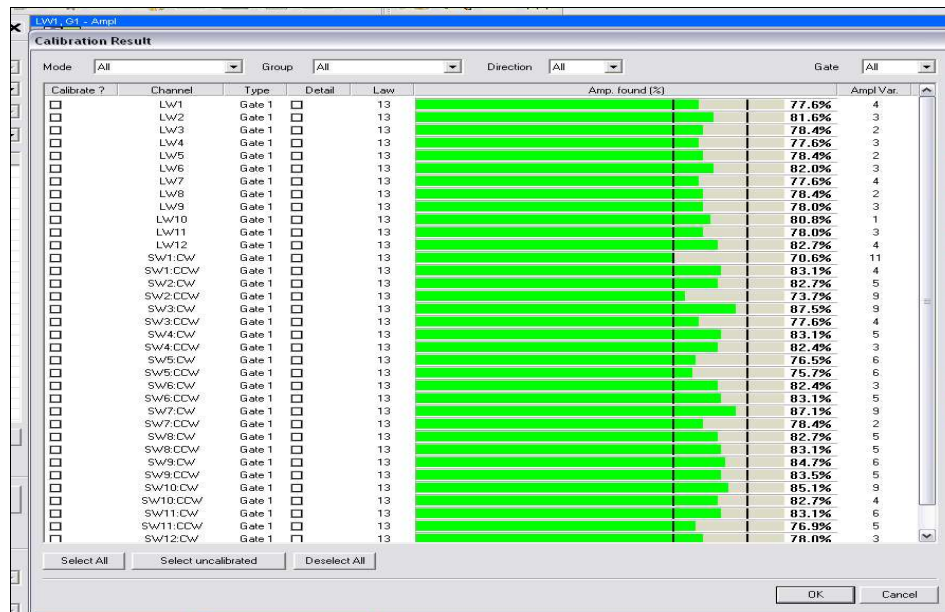 LW1, G1 - Ampl
Calibration Result
Mode All Group All Direction All Gate All
Calibrate ? Channel Type Detail Law Amp. found (%) Ampl Var.
LW1 Gate 1 13 77.6% 4
LW2 Gate 1 13 81.6% 3
LW3 Gate 1 13 78.4% 2
LW4 Gate 1 13 77.6% 3
LW5 Gate 1 13 78.4% 2
LW6 Gate 1 13 82.0% 3
LW7 Gate 1 13 77.6% 4
LW8 Gate 1 13 78.4% 2
LW9 Gate 1 13 78.0% 3
LW10 Gate 1 13 80.8% 1
LW11 Gate 1 13 78.0% 3
LW12 Gate 1 13 82.7% 4
SW1:CW Gate 1 13 70.6% 11
SW1:CCW Gate 1 13 83.1% 4
SW2:CW Gate 1 13 82.7% 5
SW2:CCW Gate 1 13 73.7% 9
SW3:CW Gate 1 13 87.5% 9
SW3:CCW Gate 1 13 77.6% 4
SW4:CW Gate 1 13 83.1% 5
SW4:CCW Gate 1 13 82.4% 3
SW5:CW Gate 1 13 76.5% 6
SW5:CCW Gate 1 13 75.7% 6
SW6:CW Gate 1 13 82.4% 3
SW6:CCW Gate 1 13 83.1% 5
SW7:CW Gate 1 13 87.1% 9
SW7:CCW Gate 1 13 78.4% 2
SW8:CW Gate 1 13 82.7% 5
SW8:CCW Gate 1 13 83.1% 5
SW9:CW Gate 1 13 84.7% 6
SW9:CCW Gate 1 13 83.5% 5
SW10:CW Gate 1 13 85.1% 9
SW10:CCW Gate 1 13 82.7% 4
SW11:CW Gate 1 13 83.1% 6
SW11:CCW Gate 1 13 76.9% 5
SW12:CW Gate 1 13 78.0% 3
Select All Select uncalibrated Deselect All
OK Cancel